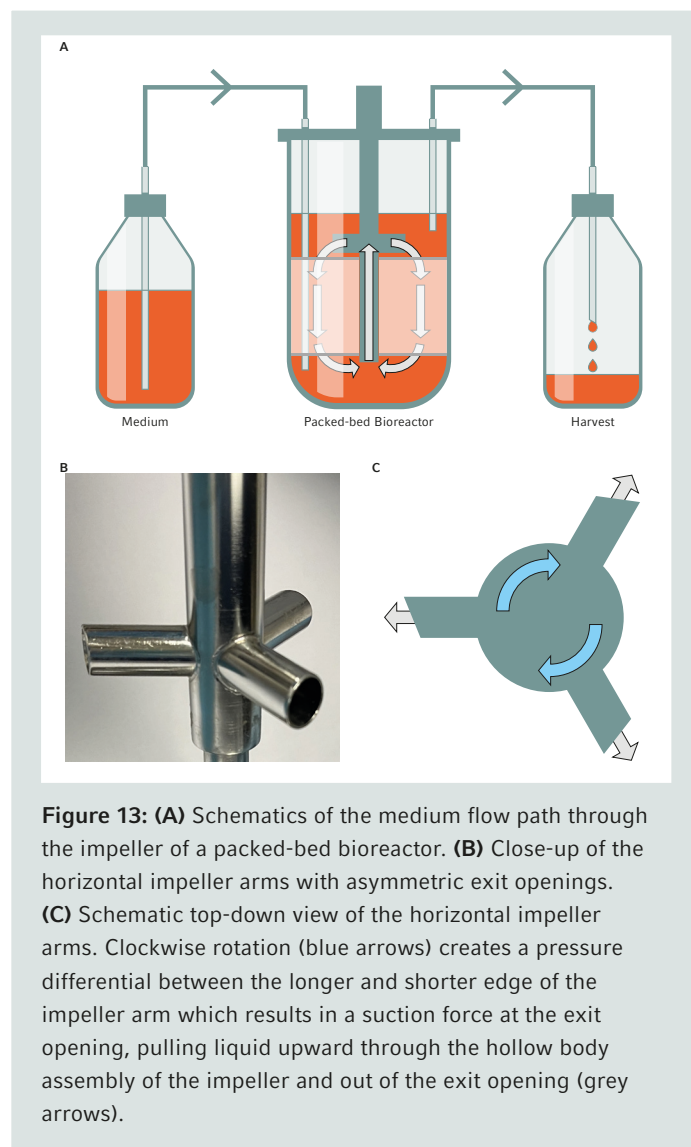 A
Medium
Packed-bed Bioreactor
Harvest
B
C
Figure 13: (A) Schematics of the medium flow path through
the impeller of a packed-bed bioreactor. (B) Close-up of the
horizontal impeller arms with asymmetric exit openings.
(C) Schematic top-down view of the horizontal impeller
arms. Clockwise rotation (blue arrows) creates a pressure
differential between the longer and shorter edge of the
impeller arm which results in a suction force at the exit
opening, pulling liquid upward through the hollow body
assembly of the impeller and out of the exit opening (grey
arrows).